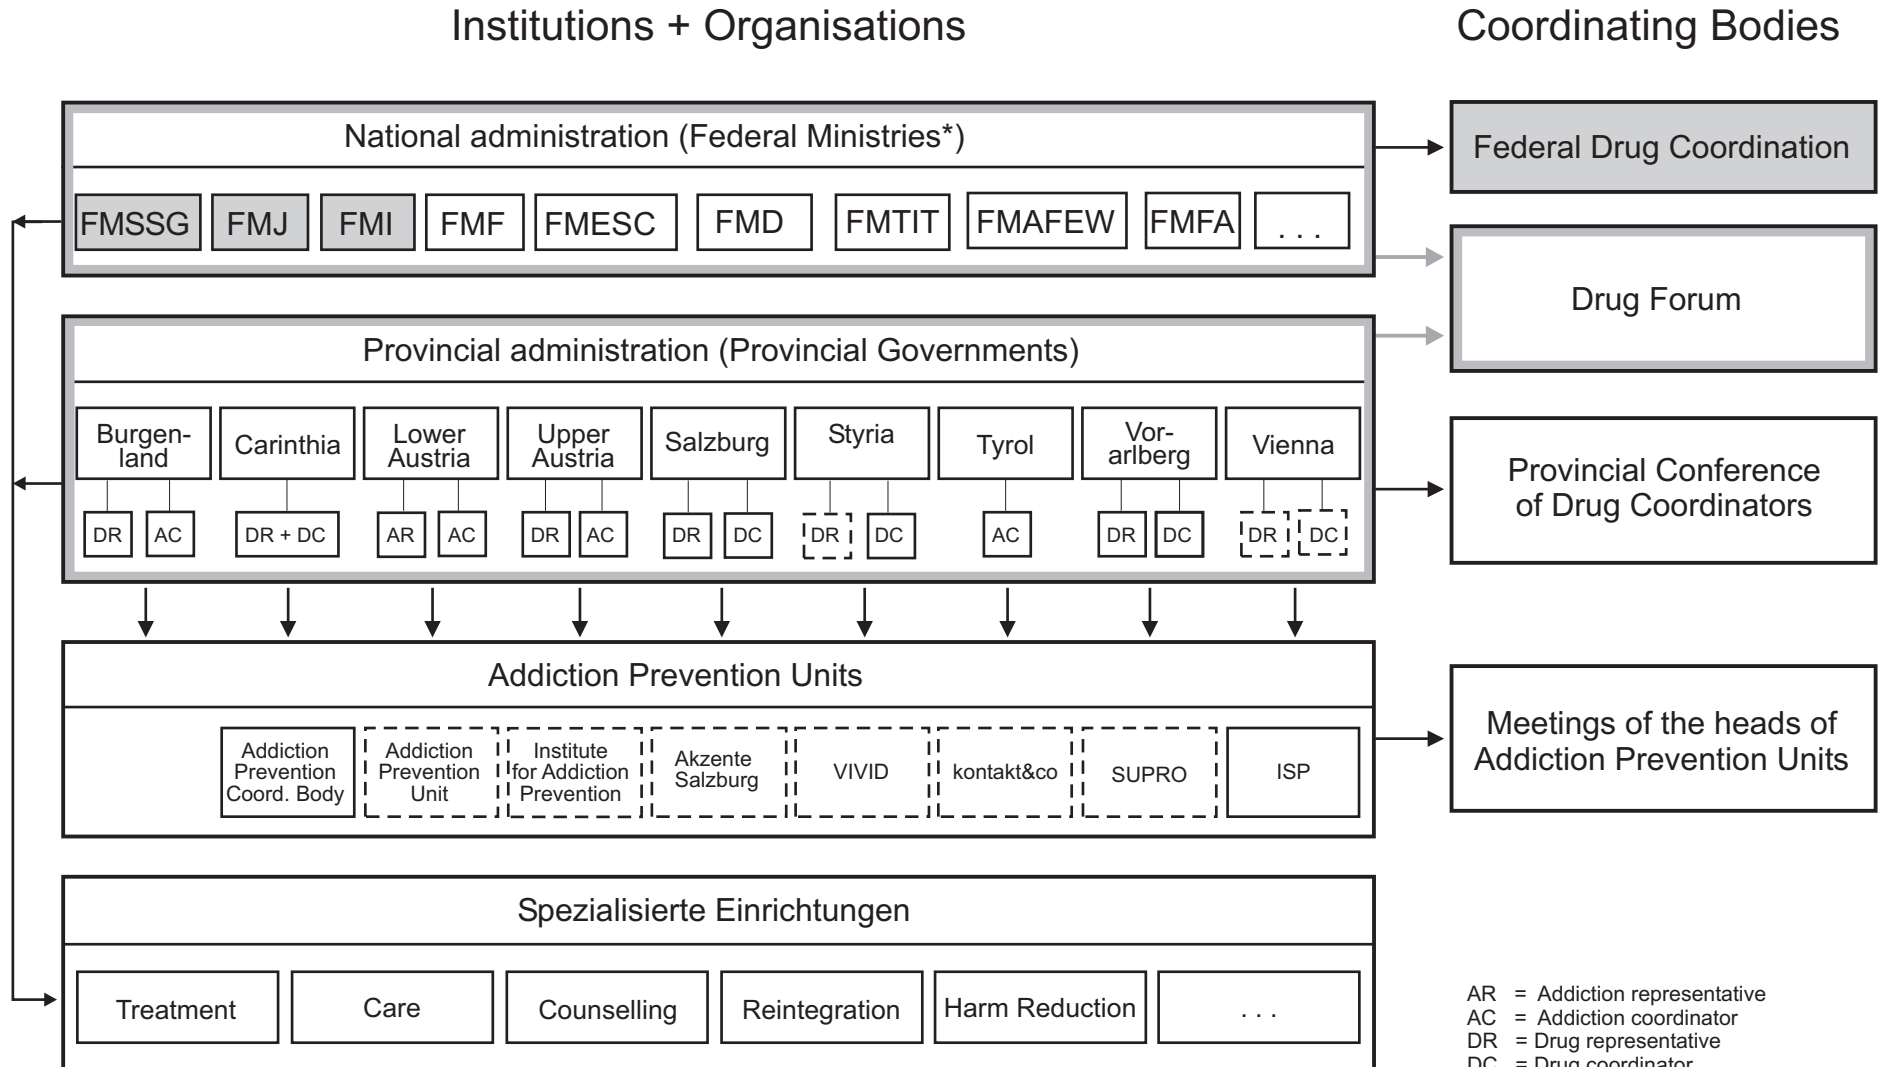 Institutions + Organisations
Coordinating Bodies
National administration (Federal Ministries*)
FMSSG
FMJ
FMI
FMF
FMESC
FMD
FMTIT
FMAFEW
FMFA
. . .
Federal Drug Coordination
Drug Forum
Provincial administration (Provincial Governments)
Burgen-
land
Carinthia
Lower
Austria
Upper
Austria
Salzburg
Styria
Tyrol
Vor-
arlberg
Vienna
DR
AC
DR + DC
AR
AC
DR
AC
DR
DC
DR
DC
AC
DR
DC
DR
DC
Provincial Conference
of Drug Coordinators
Addiction Prevention Units
Addiction
Prevention
Coord. Body
Addiction
Prevention
Unit
Institute
for Addiction
Prevention
Akzente
Salzburg
VIVID
kontakt&co
SUPRO
ISP
Meetings of the heads of
Addiction Prevention Units
Spezialisierte Einrichtungen
Treatment
Care
Counselling
Reintegration
Harm Reduction
. . .
AR = Addiction representative
AC = Addiction coordinator
DR = Drug representative
DC = Drug coordinator